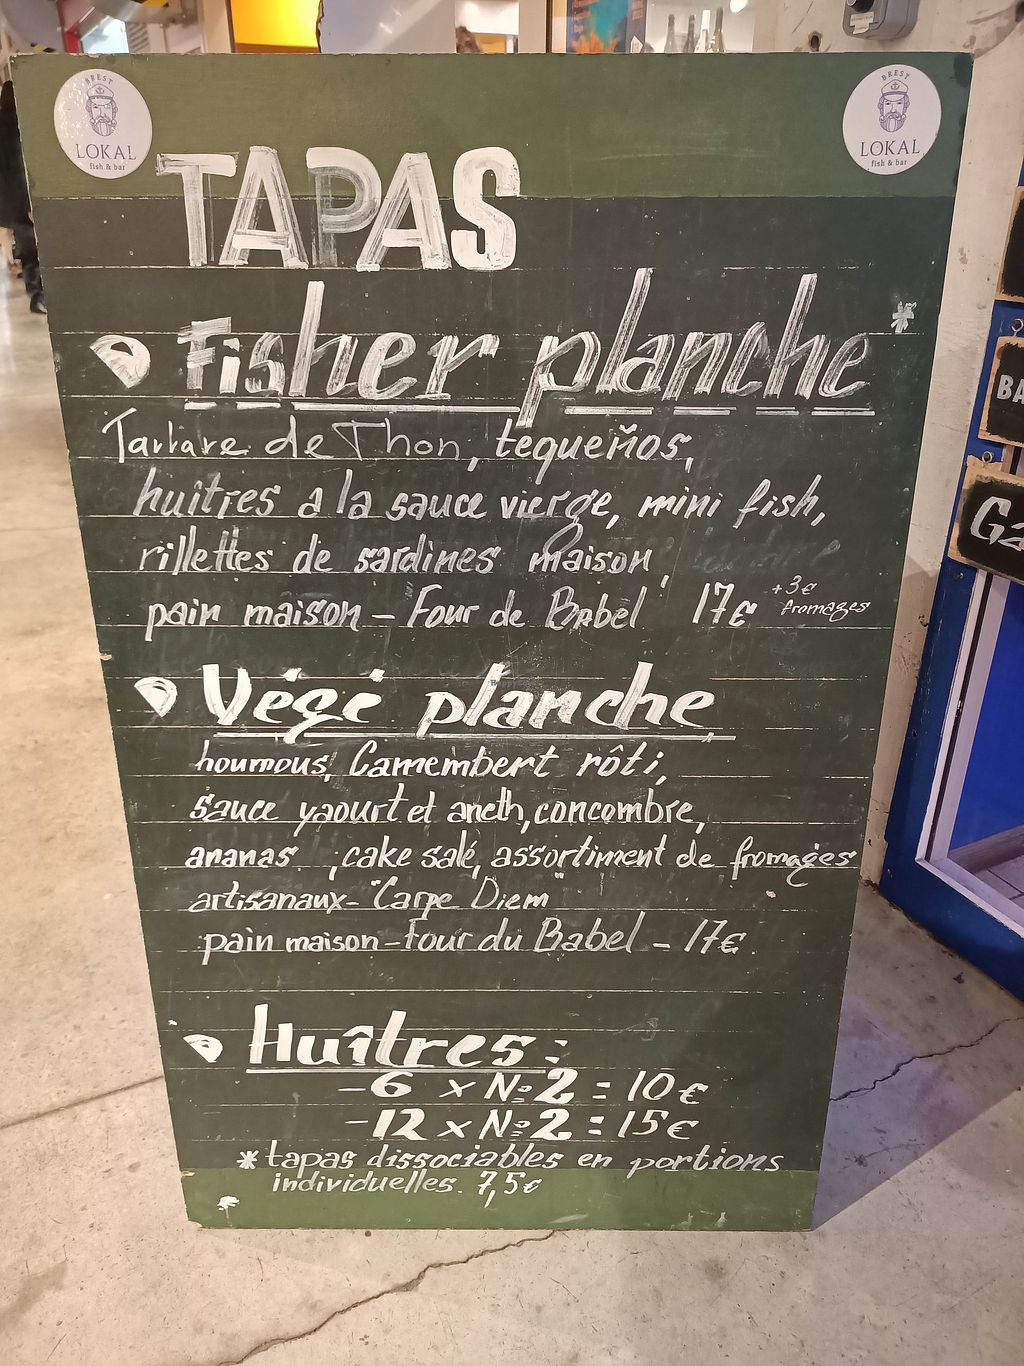 BREST
LOKAL
fish & bar
BREST
LOKAL
fish & bar
TAPAS
Fisher planche*
Tartare de Thon, tequeños,
huîtres a la sauce vierge, mini fish,
rillettes de sardines maison,
pain maison – Four de Babel 17€ +3€
fromages
Végé planche
houmous, Camembert rôti,
sauce yaourt et aneth, concombre,
ananas, cake salé, assortiment de fromages
artisanaux - "Carpe Diem"
pain maison - Four du Babel - 17€
Huîtres:
- 6 x N°2 = 10€
- 12 x N°2 = 15€
* tapas dissociables en portions
individuelles. 7,5€
BA
Ga